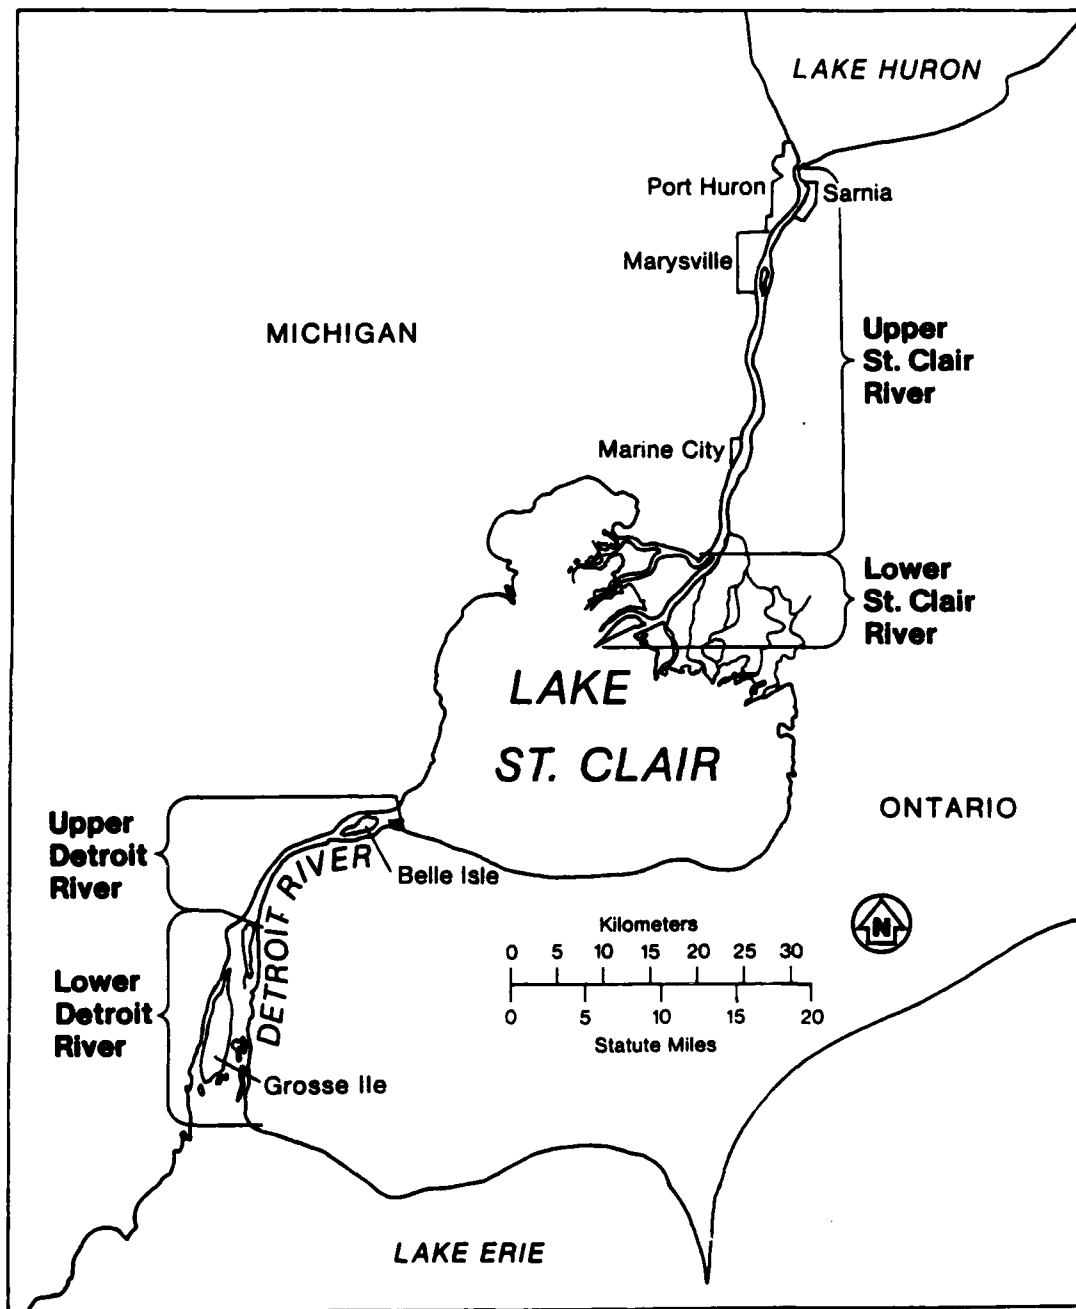 LAKE HURON
Port Huron
Sarnia
Marysville
MICHIGAN
Upper
St. Clair
River
Marine City
Lower
St. Clair
River
LAKE
ST. CLAIR
ONTARIO
Upper
Detroit
River
Belle Isle
DETROIT RIVER
N
Kilometers
0 5 10 15 20 25 30
0 5 10 15 20
Statute Miles
Lower
Detroit
River
Grosse Ile
LAKE ERIE